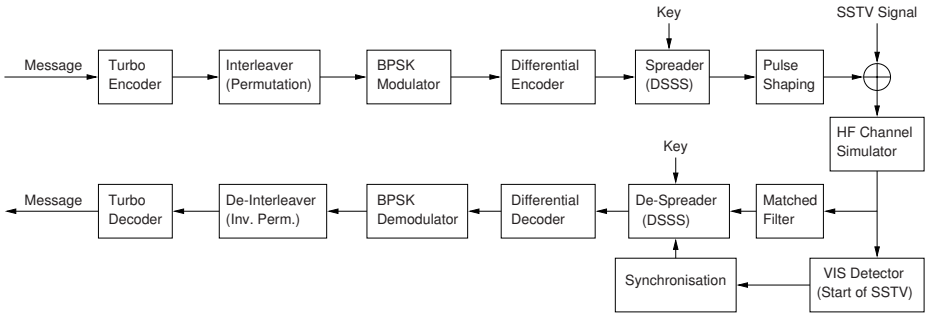 Key
SSTV Signal
Message
Turbo
Encoder
Interleaver
(Permutation)
BPSK
Modulator
Differential
Encoder
Spreader
(DSSS)
Pulse
Shaping
HF Channel
Simulator
Key
Message
Turbo
Decoder
De-Interleaver
(Inv. Perm.)
BPSK
Demodulator
Differential
Decoder
De-Spreader
(DSSS)
Matched
Filter
Synchronisation
VIS Detector
(Start of SSTV)